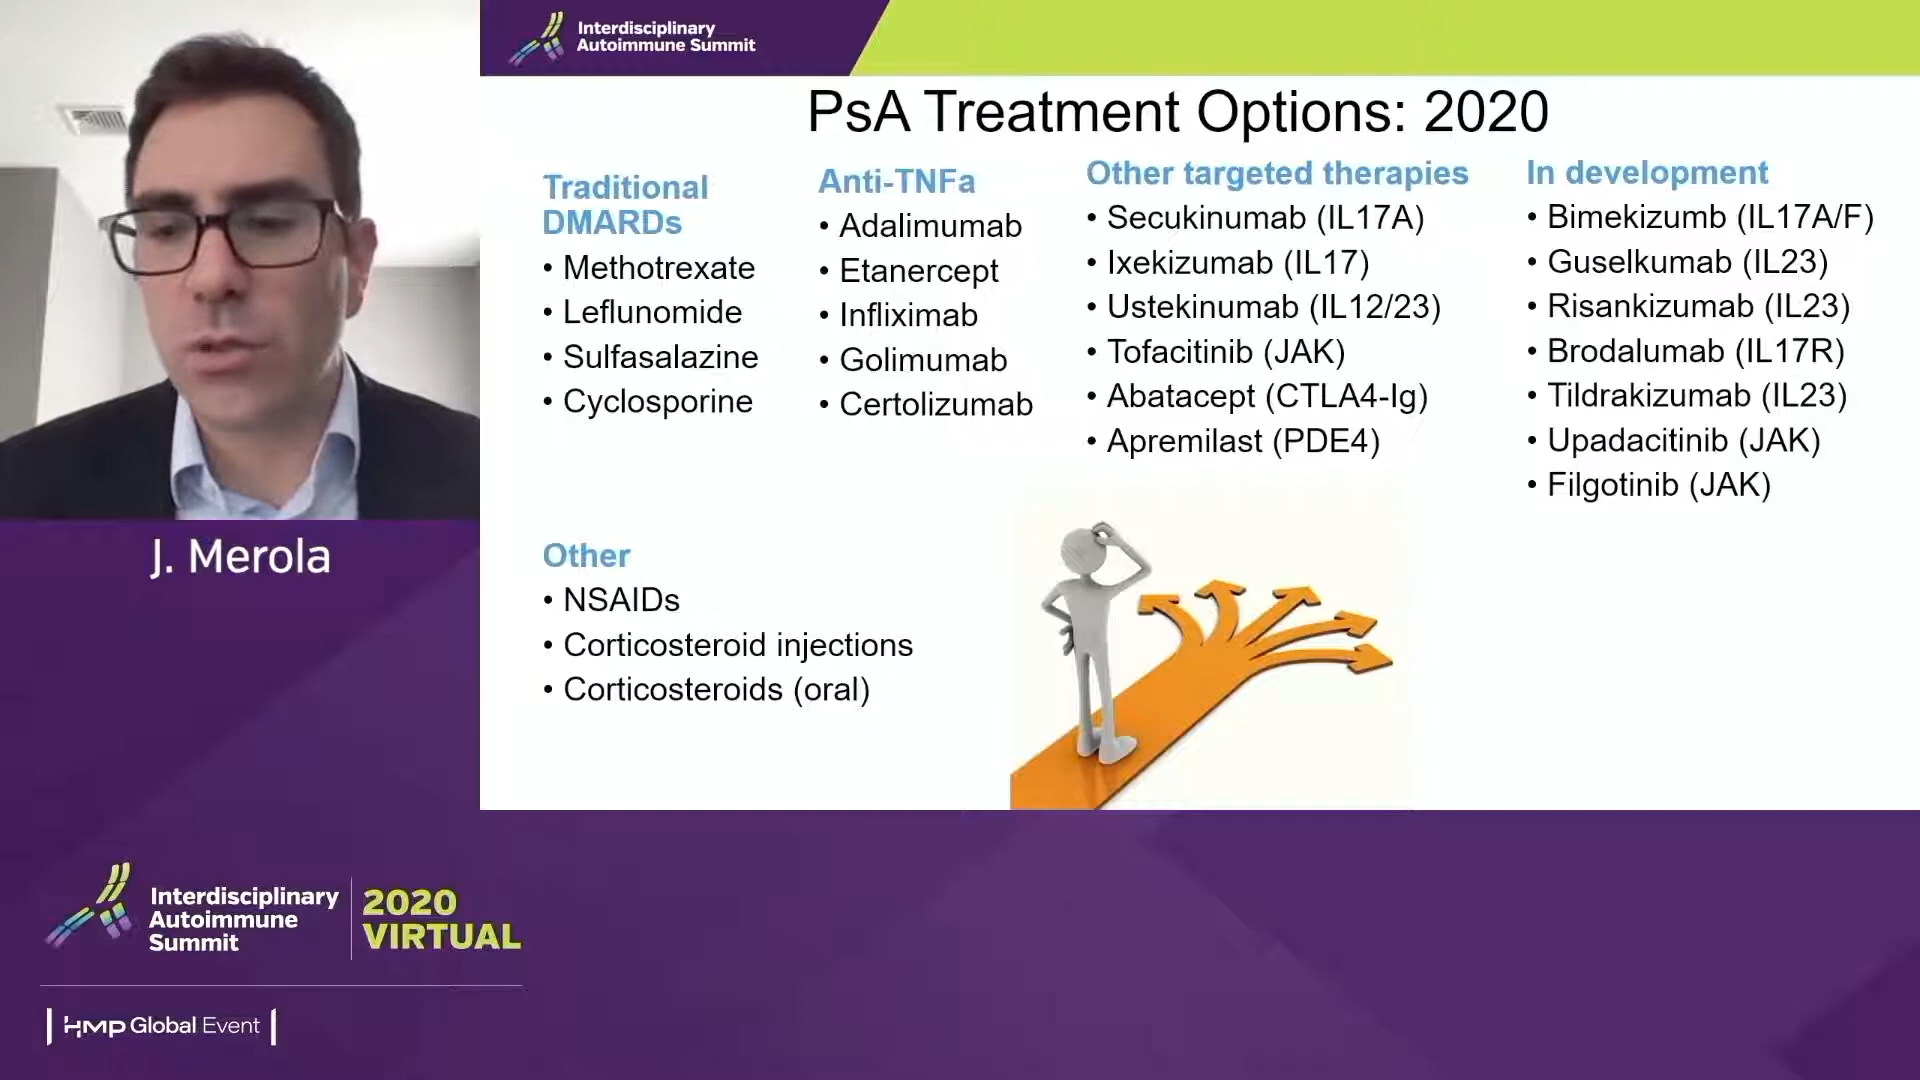 Interdisciplinary
Autoimmune Summit
PsA Treatment Options: 2020
Traditional
DMARDs
• Methotrexate
• Leflunomide
• Sulfasalazine
• Cyclosporine
Anti-TNFa
• Adalimumab
• Etanercept
• Infliximab
• Golimumab
• Certolizumab
Other targeted therapies
• Secukinumab (IL17A)
• Ixekizumab (IL17)
• Ustekinumab (IL12/23)
• Tofacitinib (JAK)
• Abatacept (CTLA4-Ig)
• Apremilast (PDE4)
In development
• Bimekizumb (IL17A/F)
• Guselkumab (IL23)
• Risankizumab (IL23)
• Brodalumab (IL17R)
• Tildrakizumab (IL23)
• Upadacitinib (JAK)
• Filgotinib (JAK)
Other
• NSAIDs
• Corticosteroid injections
• Corticosteroids (oral)
J. Merola
Interdisciplinary
Autoimmune
Summit
2020
VIRTUAL
HMP Global Event